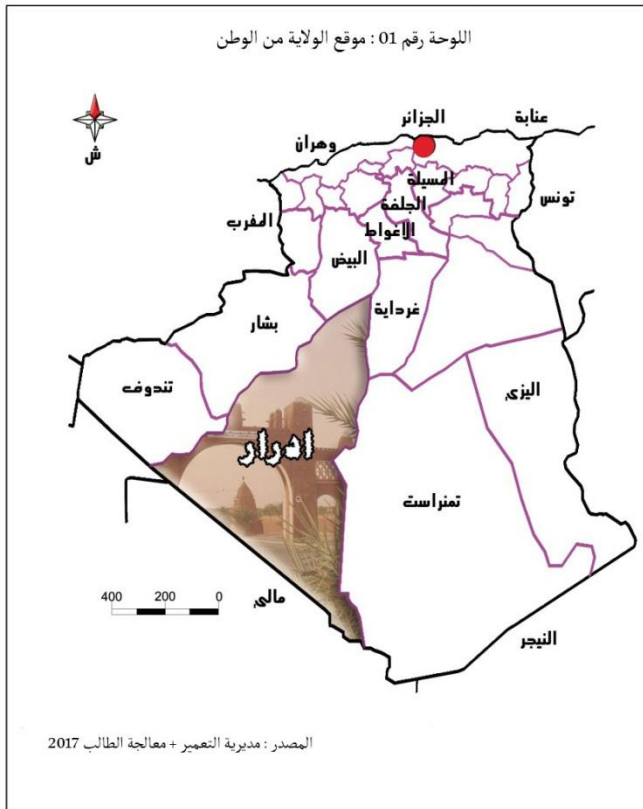 اللوحة رقم 01 : موقع الولاية من الوطن
عنابة
الجزائر
وهران
ش
المسيلة
تونس
الجلفة
المغرب
الاغواط
البيض
غرداية
بشار
اليزي
تندوف
ادرار
تمنراست
مالي
400 200 0
النيجر
المصدر : مديرية التعمير + معالجة الطالب 2017